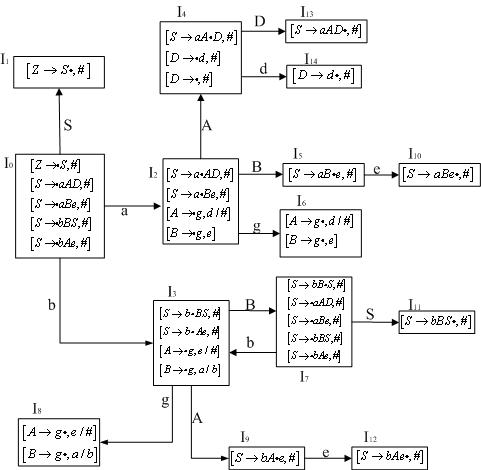 I1
[Z → S•, #]
S
I0
[Z → •S, #]
[S → •aAD, #]
[S → •aBe, #]
[S → •bBS, #]
[S → •bAe, #]
a
b
I4
[S → aA•D, #]
[D → •d, #]
[D → •, #]
D
d
I13
[S → aAD•, #]
I14
[D → d•, #]
A
I2
[S → a•AD, #]
[S → a•Be, #]
[A → •g, d / #]
[B → •g, e]
B
g
I5
[S → aB•e, #]
e
I10
[S → aBe•, #]
I6
[A → g•, d / #]
[B → g•, e]
I3
[S → b•BS, #]
[S → b•Ae, #]
[A → •g, e / #]
[B → •g, a / b]
B
b
g
A
[S → bB•S, #]
[S → •aAD, #]
[S → •aBe, #]
[S → •bBS, #]
[S → •bAe, #]
I7
S
I11
[S → bBS•, #]
I8
[A → g•, e / #]
[B → g•, a / b]
I9
[S → bA•e, #]
e
I12
[S → bAe•, #]